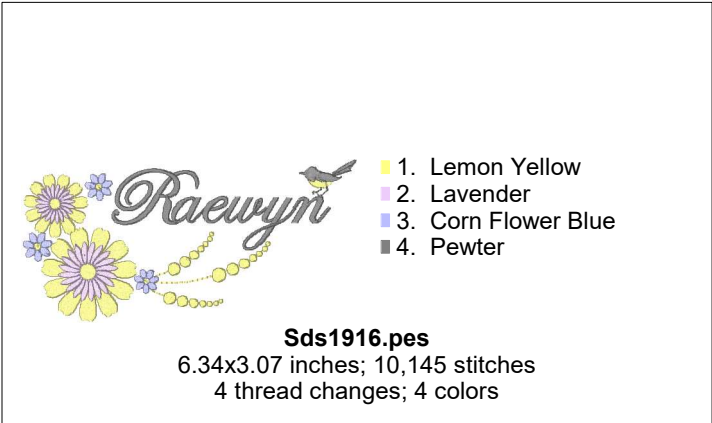 Raewyn
1. Lemon Yellow
2. Lavender
3. Corn Flower Blue
4. Pewter
Sds1916.pes
6.34x3.07 inches; 10,145 stitches
4 thread changes; 4 colors